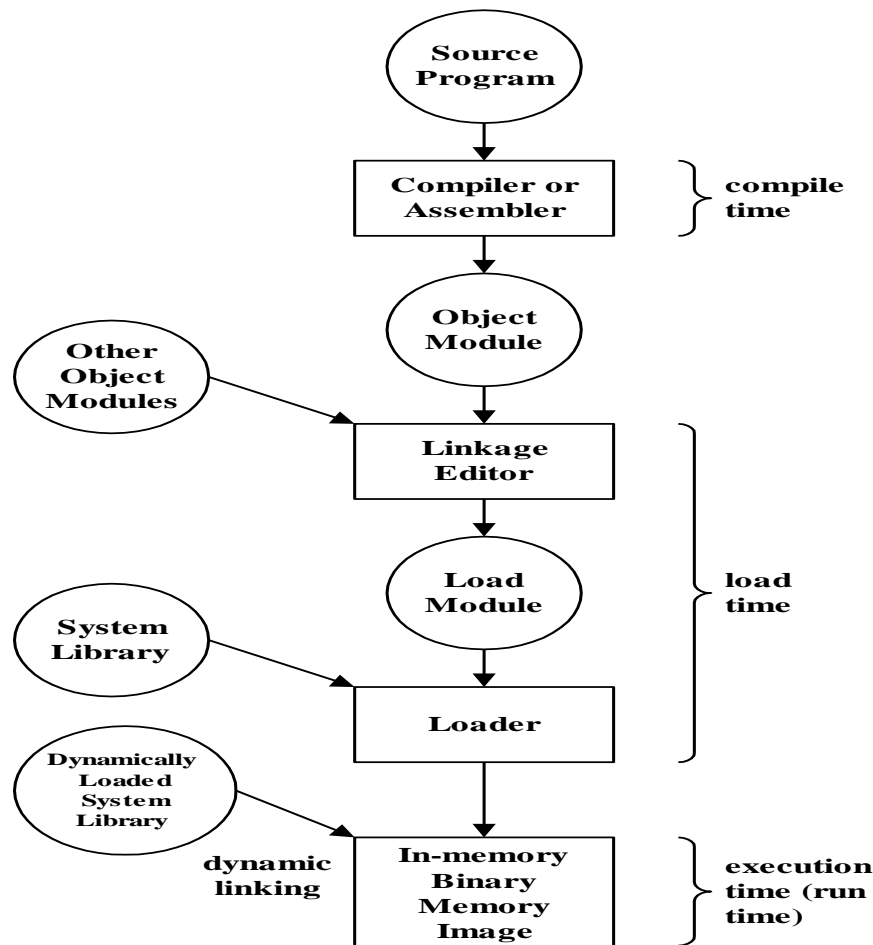 Source
Program
Compiler or
Assembler
compile
time
Object
Module
Other
Object
Modules
Linkage
Editor
Load
Module
load
time
System
Library
Loader
Dynamically
Loaded
System
Library
dynamic
linking
In-memory
Binary
Memory
Image
execution
time (run
time)